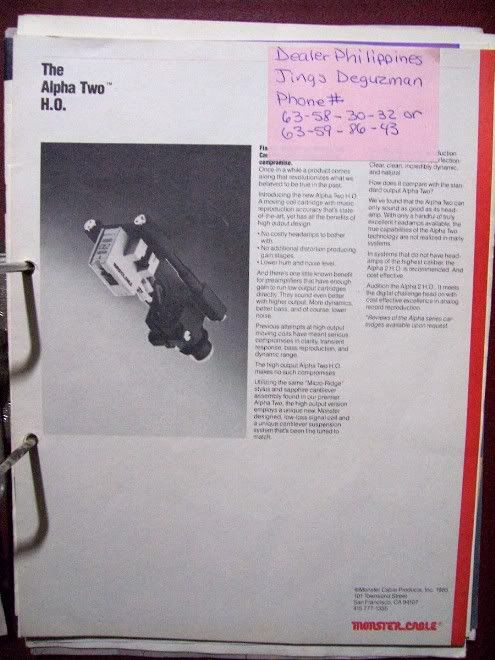 The
Alpha Two™
H.O.
Dealer Philippines
Jings Deguzman
Phone #
63-58-30-32 or
63-59-86-43
compromise.
Once in a while a product comes
along that revolutionizes what we
believed to be true in the past.
Introducing the new Alpha Two H.O.
A moving coil cartridge with music
reproduction accuracy that's state-
of-the-art, yet has all the benefits of
high output design.
• No costly headamps to bother
with.
• No additional distortion producing
gain stages.
• Lower hum and noise level.
And there's one little known benefit
for preamplifiers that have enough
gain to run low output cartridges
directly. They sound even better
with higher output. More dynamics,
better bass, and of course, lower
noise.
Previous attempts at high output
moving coils have meant serious
compromises in clarity, transient
response, bass reproduction, and
dynamic range.
The high output Alpha Two H.O.
makes no such compromises.
Utilizing the same "Micro-Ridge"
stylus and sapphire cantilever
assembly found in our premier
Alpha Two, the high output version
employs a unique new, Monster
designed, low-loss signal coil and
a unique cantilever suspension
system that's been fine tuned to
match.
Clear, clean, incredibly dynamic,
and natural.
How does it compare with the stan-
dard output Alpha Two?
We've found that the Alpha Two can
only sound as good as its head-
amp. With only a handful of truly
excellent headamps available, the
true capabilities of the Alpha Two
technology are not realized in many
systems.
In systems that do not have head-
amps of the highest caliber, the
Alpha 2 H.O. is recommended. And
cost effective.
Audition the Alpha 2 H.O. It meets
the digital challenge head on with
cost effective excellence in analog
record reproduction.
*Reviews of the Alpha series car-
tridges available upon request.
MONSTER CABLE
©Monster Cable Products, Inc. 1985
101 Townsend Street
San Francisco, CA 94107
415 777-1355
MONSTER CABLE®